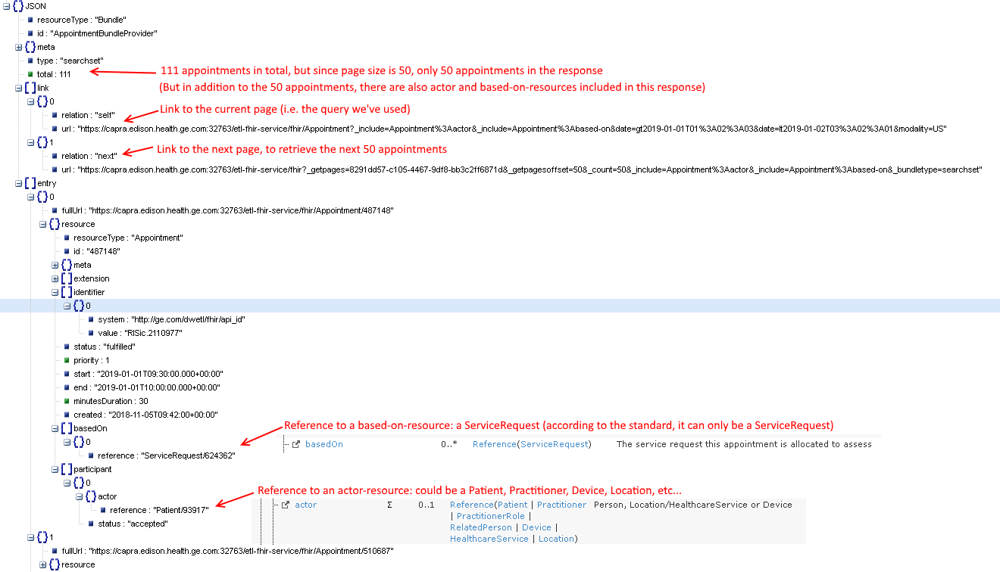 JSON
resourceType : "Bundle"
id : "AppointmentBundleProvider"
meta
type : "searchset"
total : 111
111 appointments in total, but since page size is 50, only 50 appointments in the response
(But in addition to the 50 appointments, there are also actor and based-on-resources included in this response)
link
0
relation : "self"
Link to the current page (i.e. the query we've used)
url : "https://capra.edison.health.ge.com:32763/etl-fhir-service/fhir/Appointment?_include=Appointment%3Aactor&_include=Appointment%3Abased-on&date=gt2019-01-01T01%3A02%3A03&date=lt2019-01-02T03%3A02%3A01&modality=US"
1
relation : "next"
Link to the next page, to retrieve the next 50 appointments
url : "https://capra.edison.health.ge.com:32763/etl-fhir-service/fhir?_getpages=8291dd57-c105-4467-9df8-bb3c2ff6871d&_getpagesoffset=50&_count=50&_include=Appointment%3Aactor&_include=Appointment%3Abased-on&_bundletype=searchset"
entry
0
fullUrl : "https://capra.edison.health.ge.com:32763/etl-fhir-service/fhir/Appointment/487148"
resource
resourceType : "Appointment"
id : "487148"
meta
extension
identifier
0
system : "http://ge.com/dwetl/fhir/api_id"
value : "RISic.2110977"
status : "fulfilled"
priority : 1
start : "2019-01-01T09:30:00.000+00:00"
end : "2019-01-01T10:00:00.000+00:00"
minutesDuration : 30
created : "2018-11-05T09:42:00+00:00"
basedOn
Reference to a based-on-resource: a ServiceRequest (according to the standard, it can only be a ServiceRequest)
0
basedOn 0..* Reference(ServiceRequest) The service request this appointment is allocated to assess
reference : "ServiceRequest/624362"
participant
0
Reference to an actor-resource: could be a Patient, Practitioner, Device, Location, etc...
actor
actor Σ 0..1 Reference(Patient | Practitioner Person, Location/HealthcareService or Device
reference : "Patient/93917"
| PractitionerRole |
status : "accepted"
RelatedPerson | Device |
HealthcareService | Location)
1
fullUrl : "https://capra.edison.health.ge.com:32763/etl-fhir-service/fhir/Appointment/510687"
resource